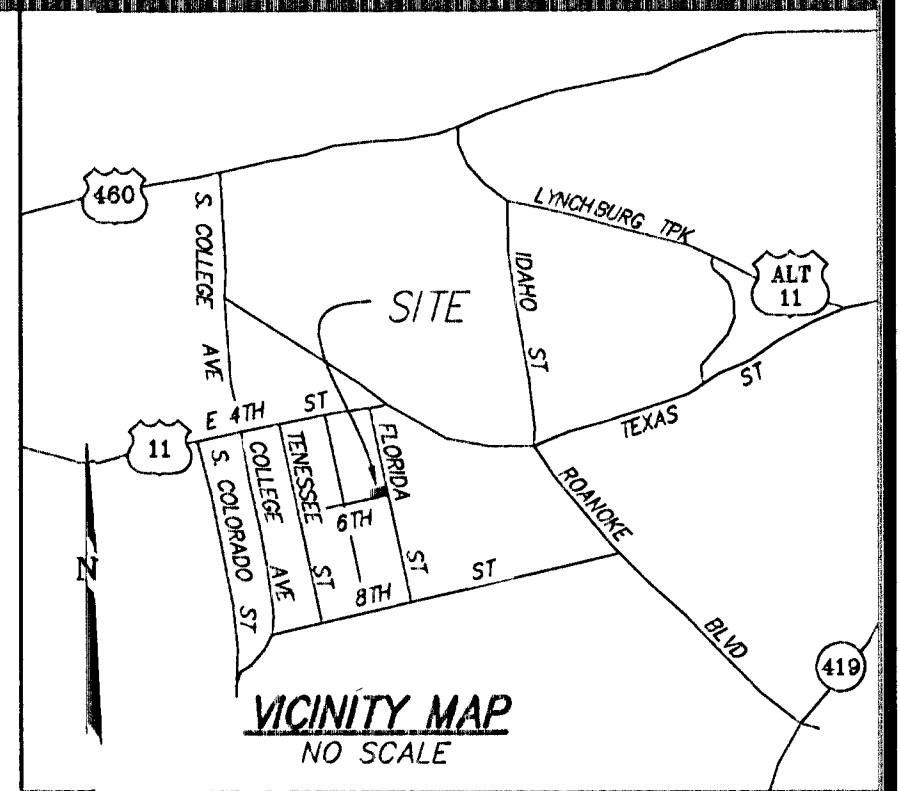 460
S. COLLEGE AVE
LYNCHBURG TPK
ALT
11
IDAHO ST
SITE
E 4TH ST
11
TEXAS ST
S. COLORADO ST
COLLEGE AVE
TENESSEE ST
FLORIDA ST
6TH
8TH ST
ROANOKE BLVD
N
419
VICINITY MAP
NO SCALE